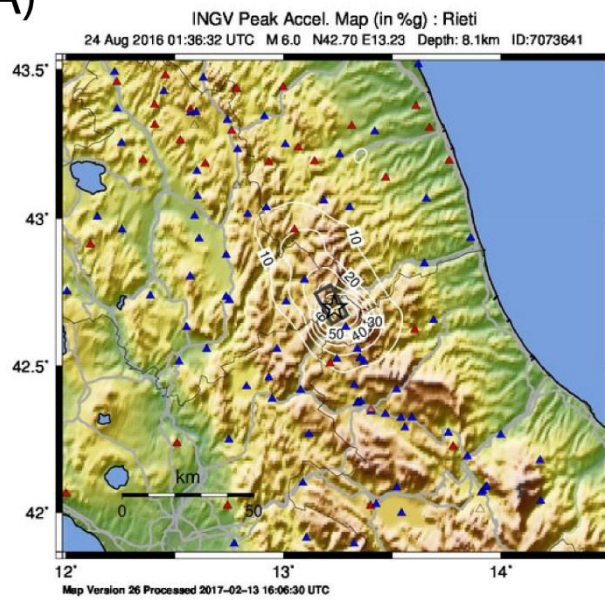 A)
INGV Peak Accel. Map (in %g) : Rieti
24 Aug 2016 01:36:32 UTC M 6.0 N42.70 E13.23 Depth: 8.1km ID:7073641
43.5˚
0
43˚
10
10
20
30
40
50
42.5˚
km
0 50
42˚
12˚ 13˚ 14˚
Map Version 26 Processed 2017-02-13 16:06:30 UTC